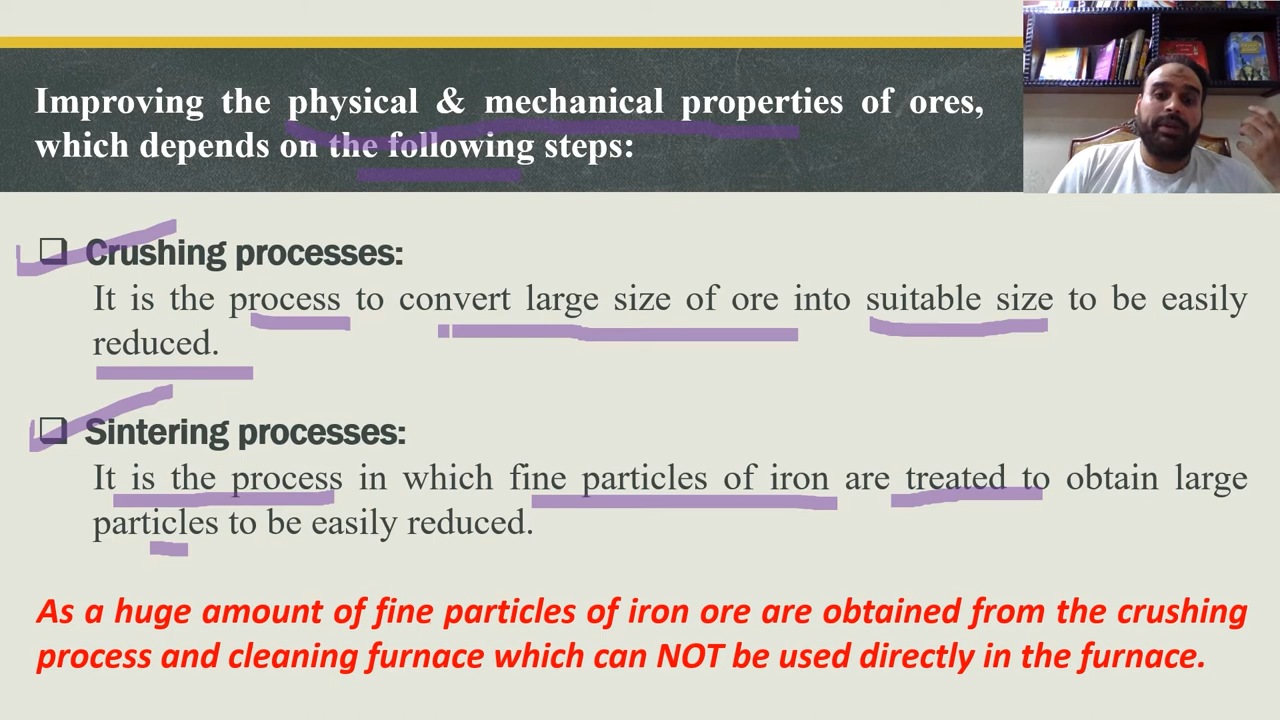 Improving the physical & mechanical properties of ores,
which depends on the following steps:
Crushing processes:
It is the process to convert large size of ore into suitable size to be easily
reduced.
Sintering processes:
It is the process in which fine particles of iron are treated to obtain large
particles to be easily reduced.
As a huge amount of fine particles of iron ore are obtained from the crushing
process and cleaning furnace which can NOT be used directly in the furnace.